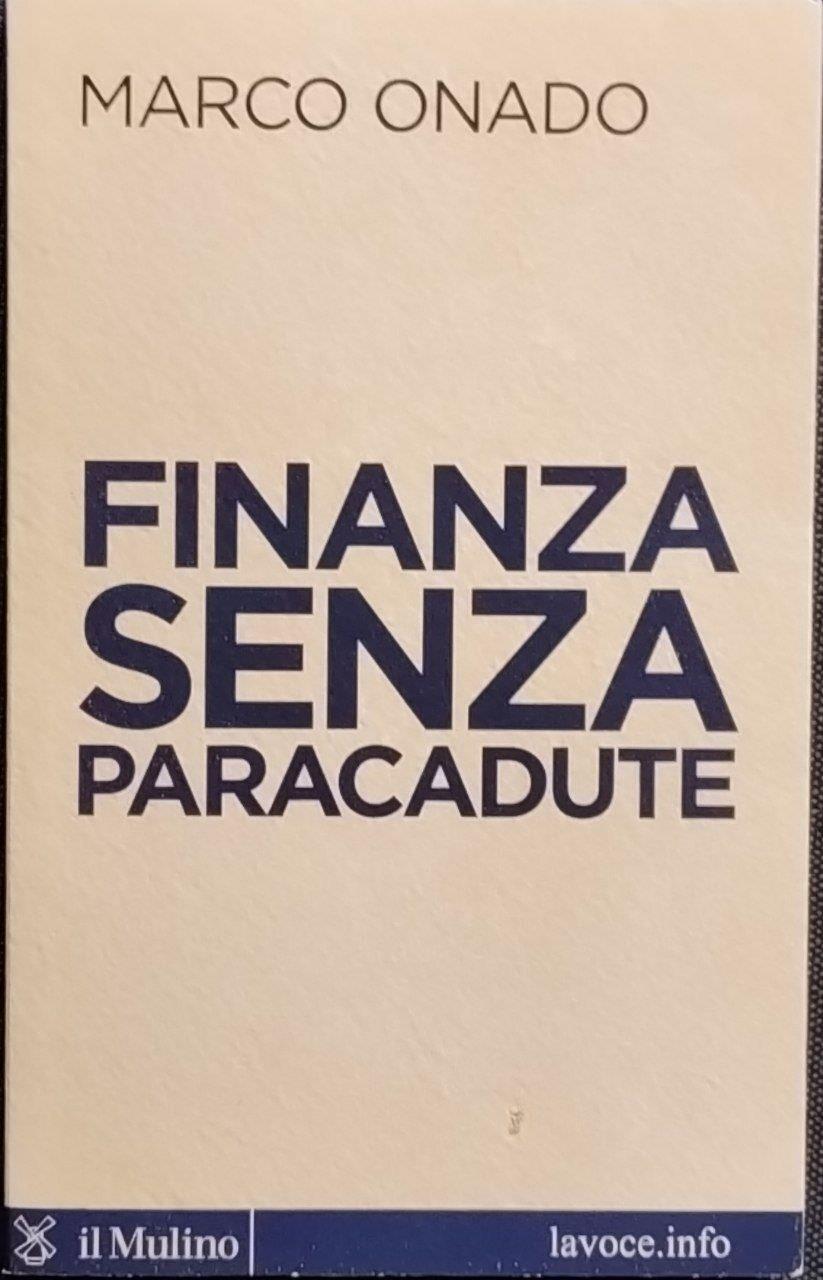 MARCO ONADO
FINANZA
SENZA
PARACADUTE
il Mulino
lavoce.info